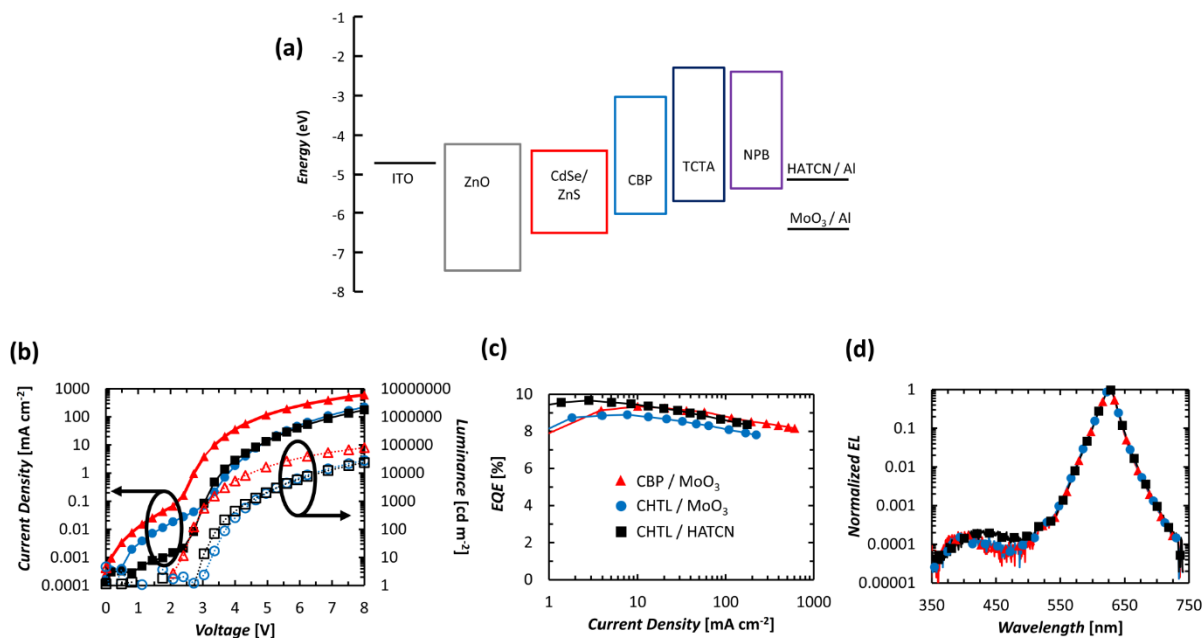 (a)
Energy (eV)
-1
-2
-3
-4
-5
-6
-7
-8
ITO
ZnO
CdSe/
ZnS
CBP
TCTA
NPB
HATCN / Al
MoO3 / Al
(b)
Current Density [mA cm-2]
1000
100
10
1
0.1
0.01
0.001
0.0001
0 1 2 3 4 5 6 7 8
Voltage [V]
10000000
1000000
100000
10000
1000
100
10
1
Luminance [cd m-2]
(c)
EQE [%]
10
8
6
4
2
0
1 10 100 1000
Current Density [mA cm-2]
CBP / MoO3
CHTL / MoO3
CHTL / HATCN
(d)
Normalized EL
1
0.1
0.01
0.001
0.0001
0.00001
350 450 550 650 750
Wavelength [nm]